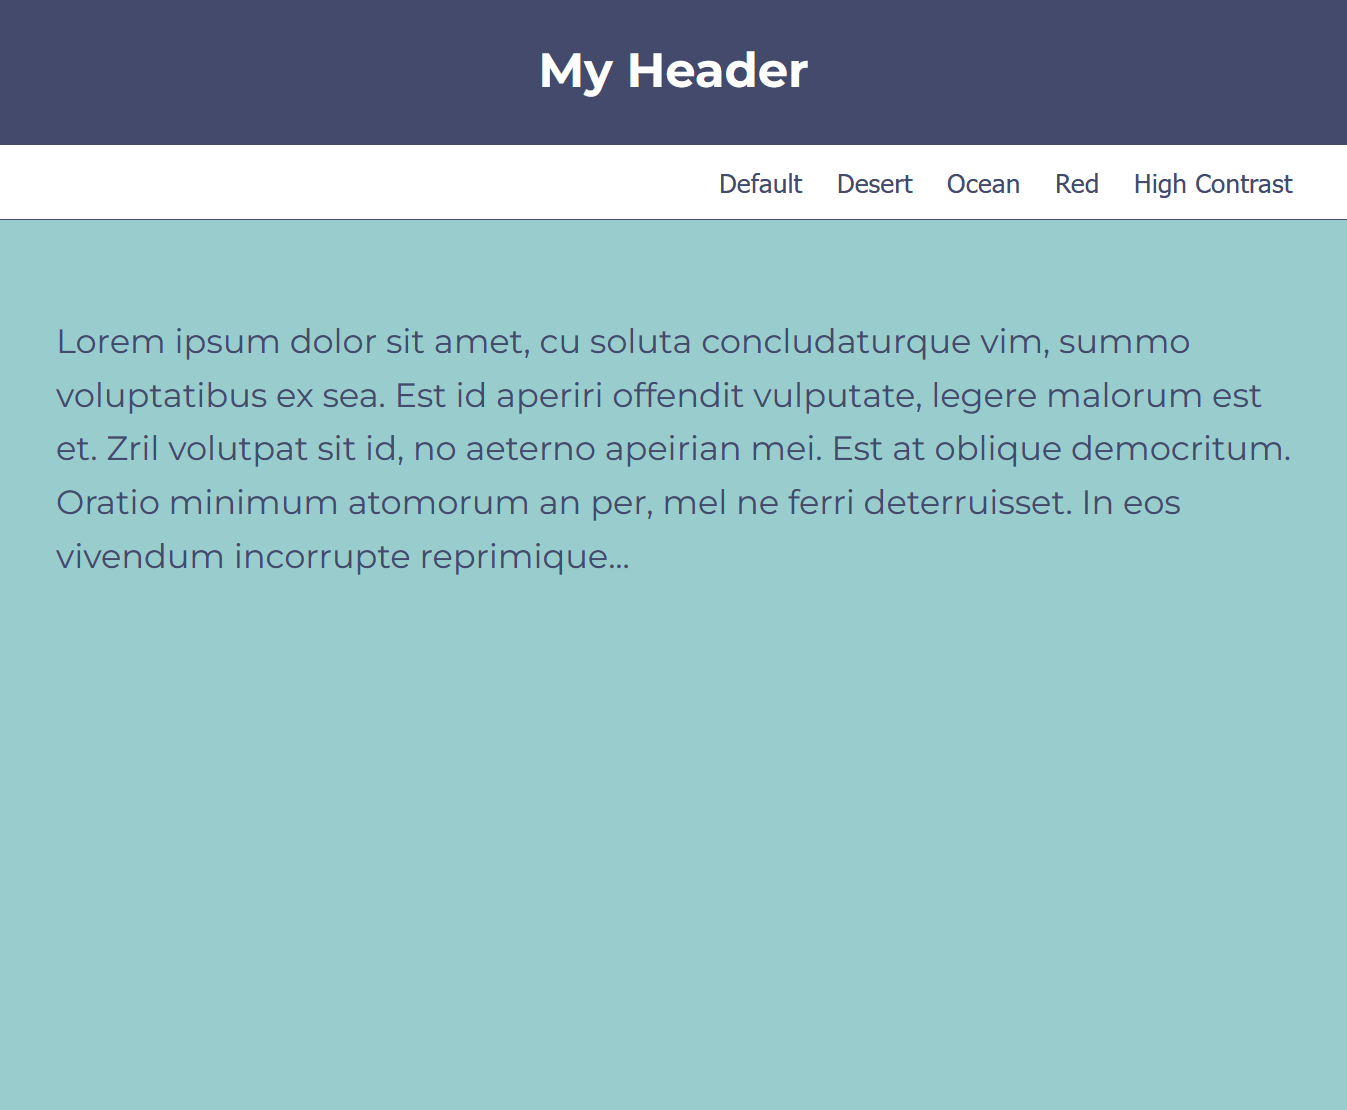 My Header
Default Desert Ocean Red High Contrast
Lorem ipsum dolor sit amet, cu soluta concludaturque vim, summo
voluptatibus ex sea. Est id aperiri offendit vulputate, legere malorum est
et. Zril volutpat sit id, no aeterno apeirian mei. Est at oblique democritum.
Oratio minimum atomorum an per, mel ne ferri deterruisset. In eos
vivendum incorrupte reprimique...